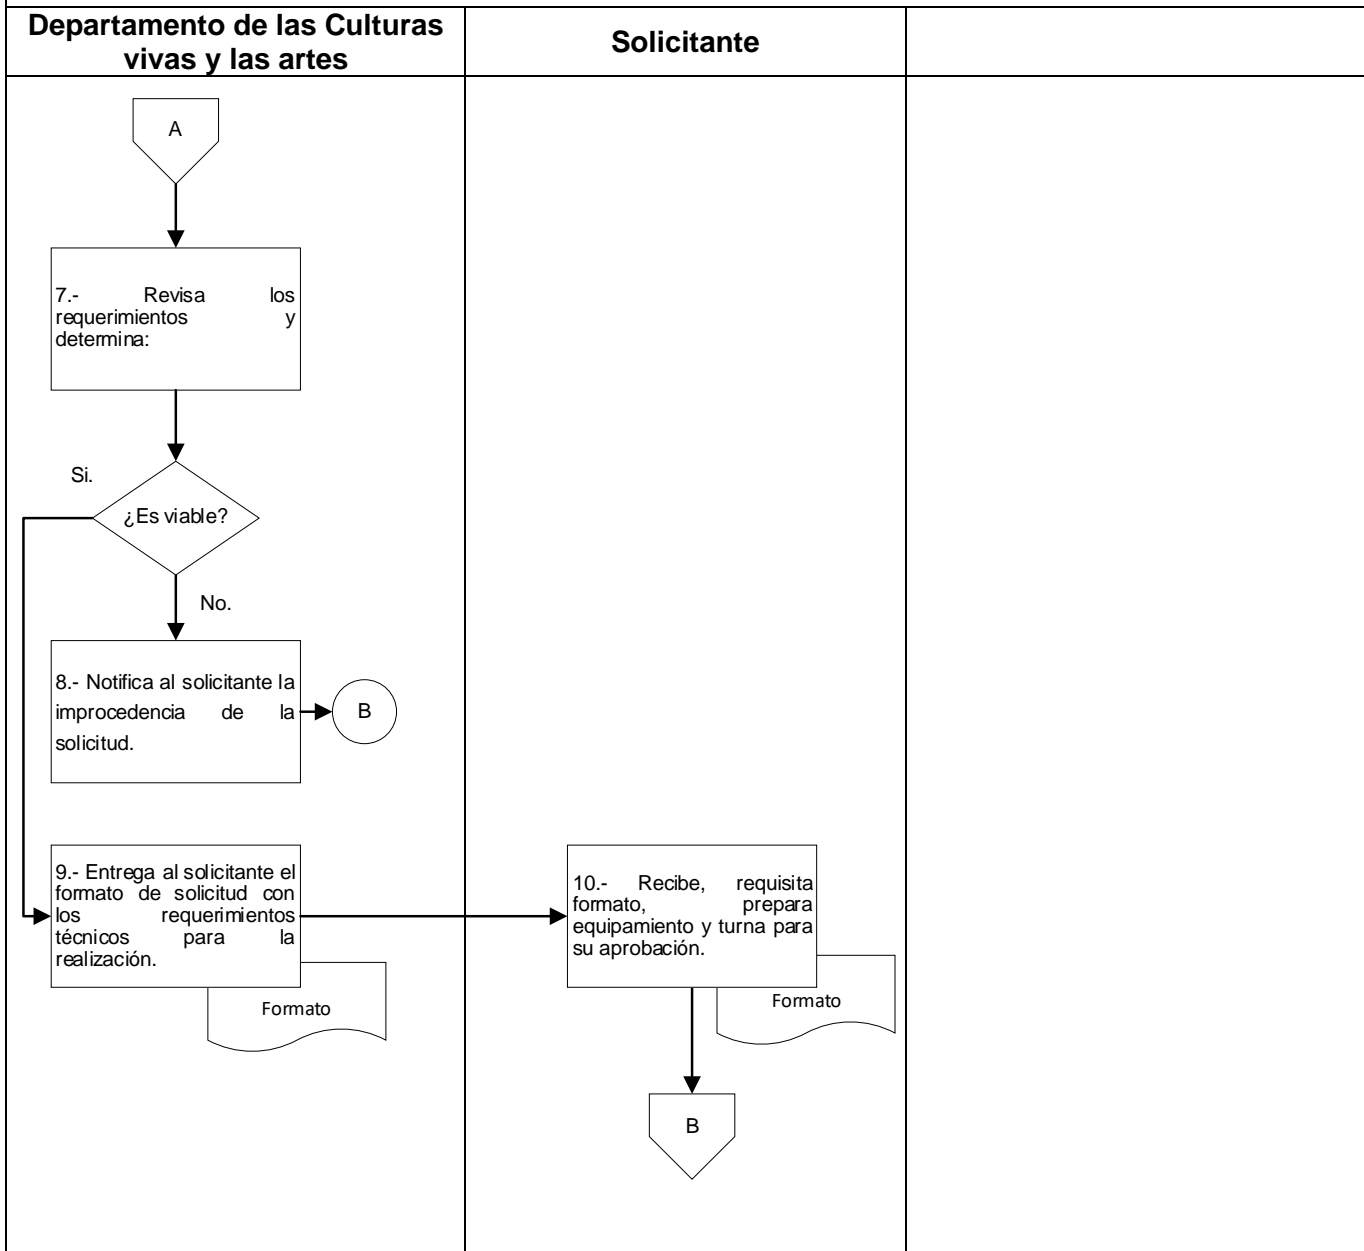 Departamento de las Culturas
vivas y las artes
Solicitante
A
7.- Revisa los
requerimientos y
determina:
Si.
¿Es viable?
No.
8.- Notifica al solicitante la
improcedencia de la
solicitud.
B
9.- Entrega al solicitante el
formato de solicitud con
los requerimientos
técnicos para la
realización.
Formato
10.- Recibe, requisita
formato, prepara
equipamiento y turna para
su aprobación.
Formato
B